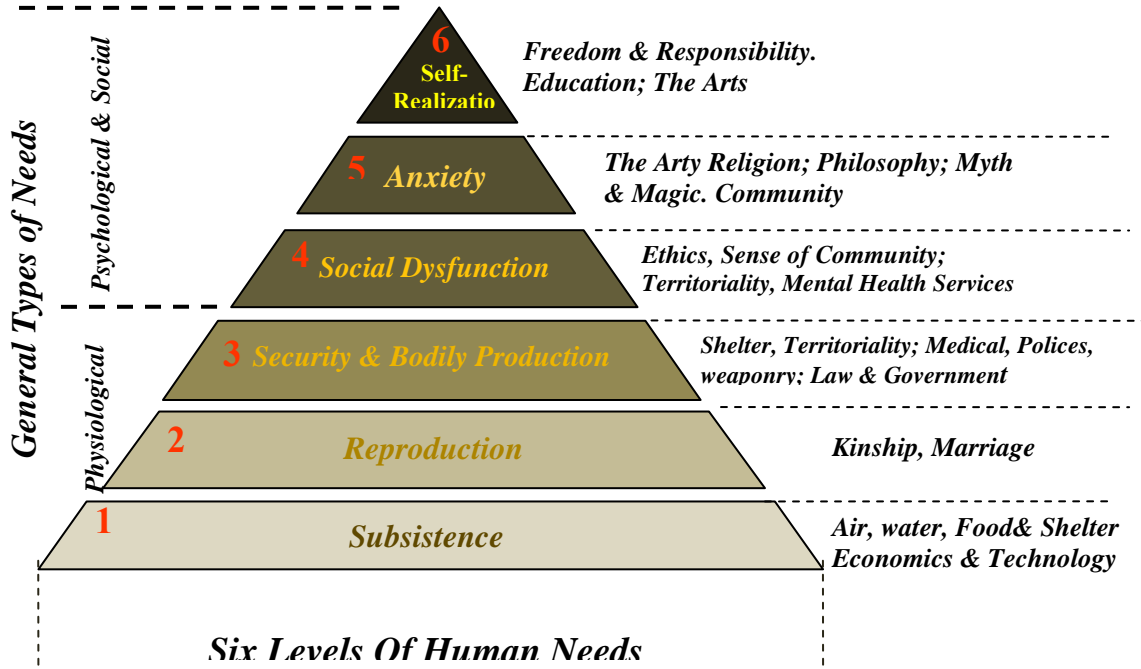 General Types of Needs
Psychological & Social
Physiological
6
Self-
Realizatio
Freedom & Responsibility.
Education; The Arts
5
Anxiety
The Arty Religion; Philosophy; Myth
& Magic. Community
4
Social Dysfunction
Ethics, Sense of Community;
Territoriality, Mental Health Services
3
Security & Bodily Production
Shelter, Territoriality; Medical, Polices,
weaponry; Law & Government
2
Reproduction
Kinship, Marriage
1
Subsistence
Air, water, Food& Shelter
Economics & Technology
Six Levels Of Human Needs